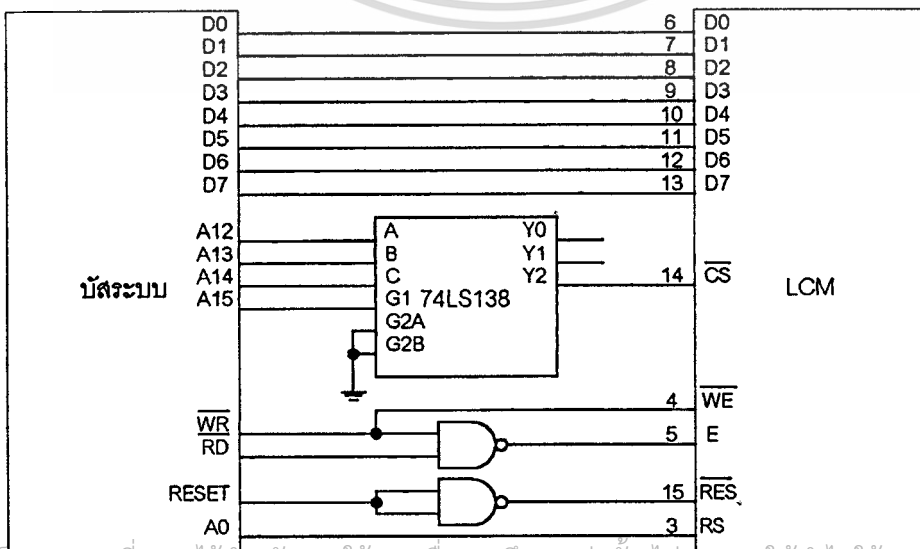 D0 6 D0
D1 7 D1
D2 8 D2
D3 9 D3
D4 10 D4
D5 11 D5
D6 12 D6
D7 13 D7
A12 A Y0
A13 B Y1
A14 C Y2 14 CS
บัสระบบ A15 G1 74LS138 LCM
G2A
G2B
WR 4 WE
RD 5 E
RESET 15 RES
A0 3 RS